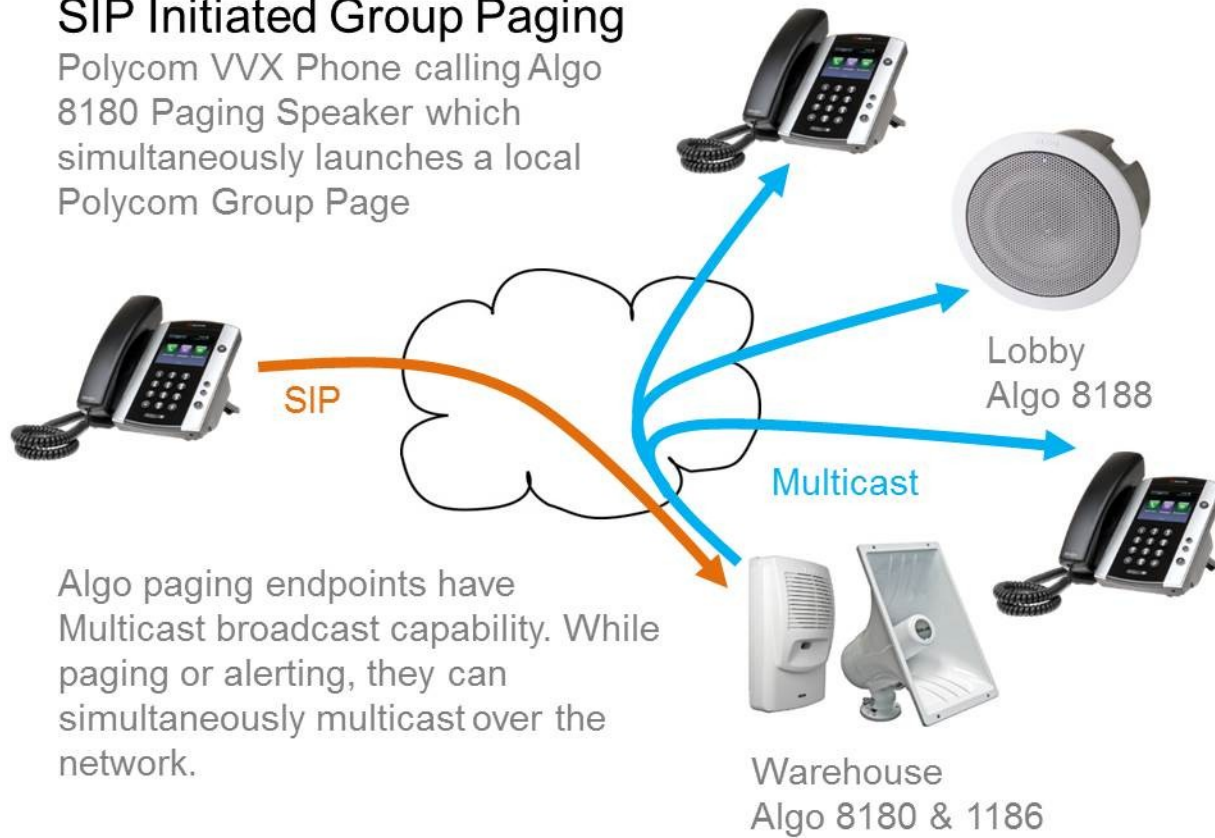 SIP Initiated Group Paging
Polycom VVX Phone calling Algo
8180 Paging Speaker which
simultaneously launches a local
Polycom Group Page
SIP
Lobby
Algo 8188
Multicast
Algo paging endpoints have
Multicast broadcast capability. While
paging or alerting, they can
simultaneously multicast over the
network.
Warehouse
Algo 8180 & 1186